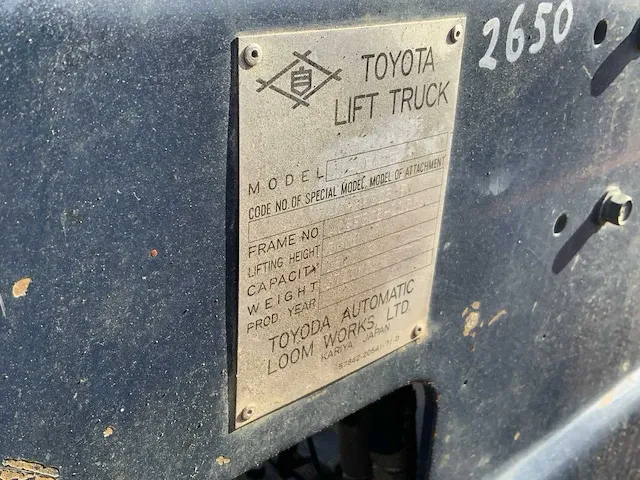 2650
自
TOYOTA
LIFT TRUCK
MODEL
CODE NO. OF SPECIAL MODEL, MODEL OF ATTACHMENT
FRAME NO
LIFTING HEIGHT
CAPACITY
WEIGHT
PROD. YEAR
TOYODA AUTOMATIC
LOOM WORKS, LTD.
KARIYA JAPAN